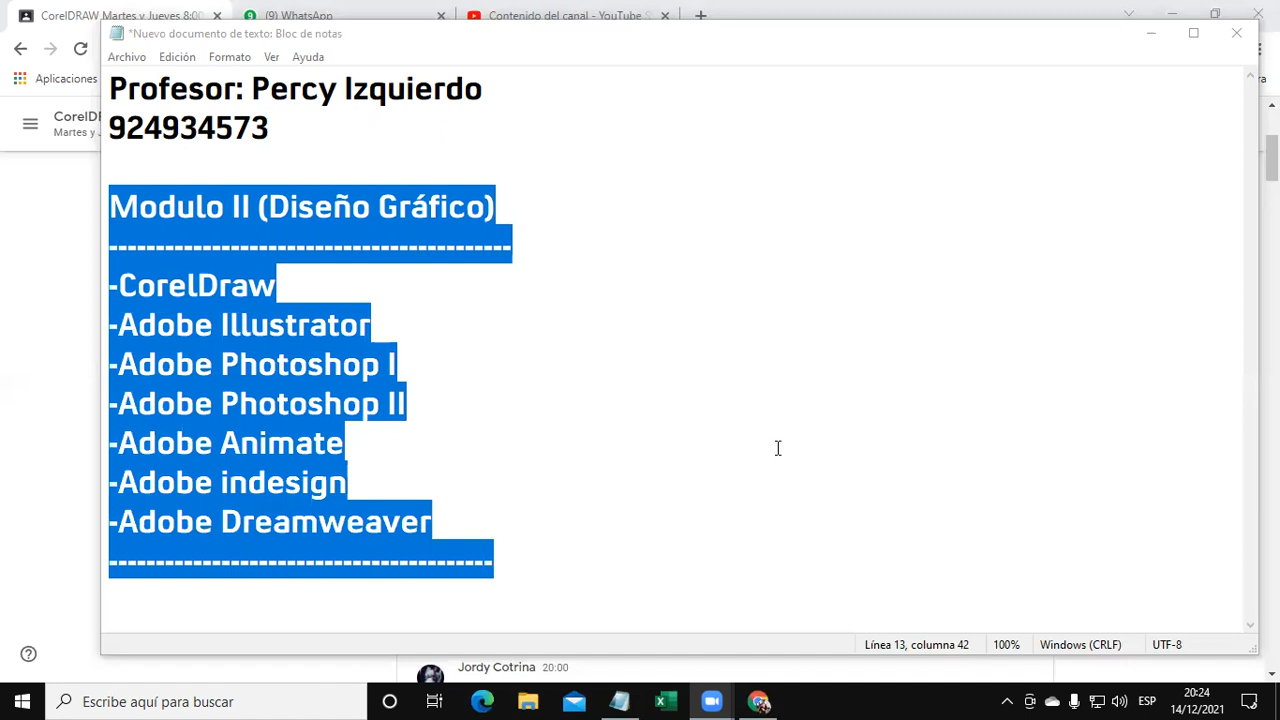 CorelDRAW Martes y Jueves 8:00
(9) WhatsApp
Contenido del canal - YouTube S
*Nuevo documento de texto: Bloc de notas
Aplicaciones
Archivo Edición Formato Ver Ayuda
Martes y J
Profesor: Percy Izquierdo
924934573
Modulo II (Diseño Gráfico)
-----------------------------------------
-CorelDraw
-Adobe Illustrator
-Adobe Photoshop I
-Adobe Photoshop II
-Adobe Animate
-Adobe indesign
-Adobe Dreamweaver
---------------------------------------
Línea 13, columna 42 100% Windows (CRLF) UTF-8
Jordy Cotrina 20:00
Escribe aquí para buscar
ESP
20:24
14/12/2021